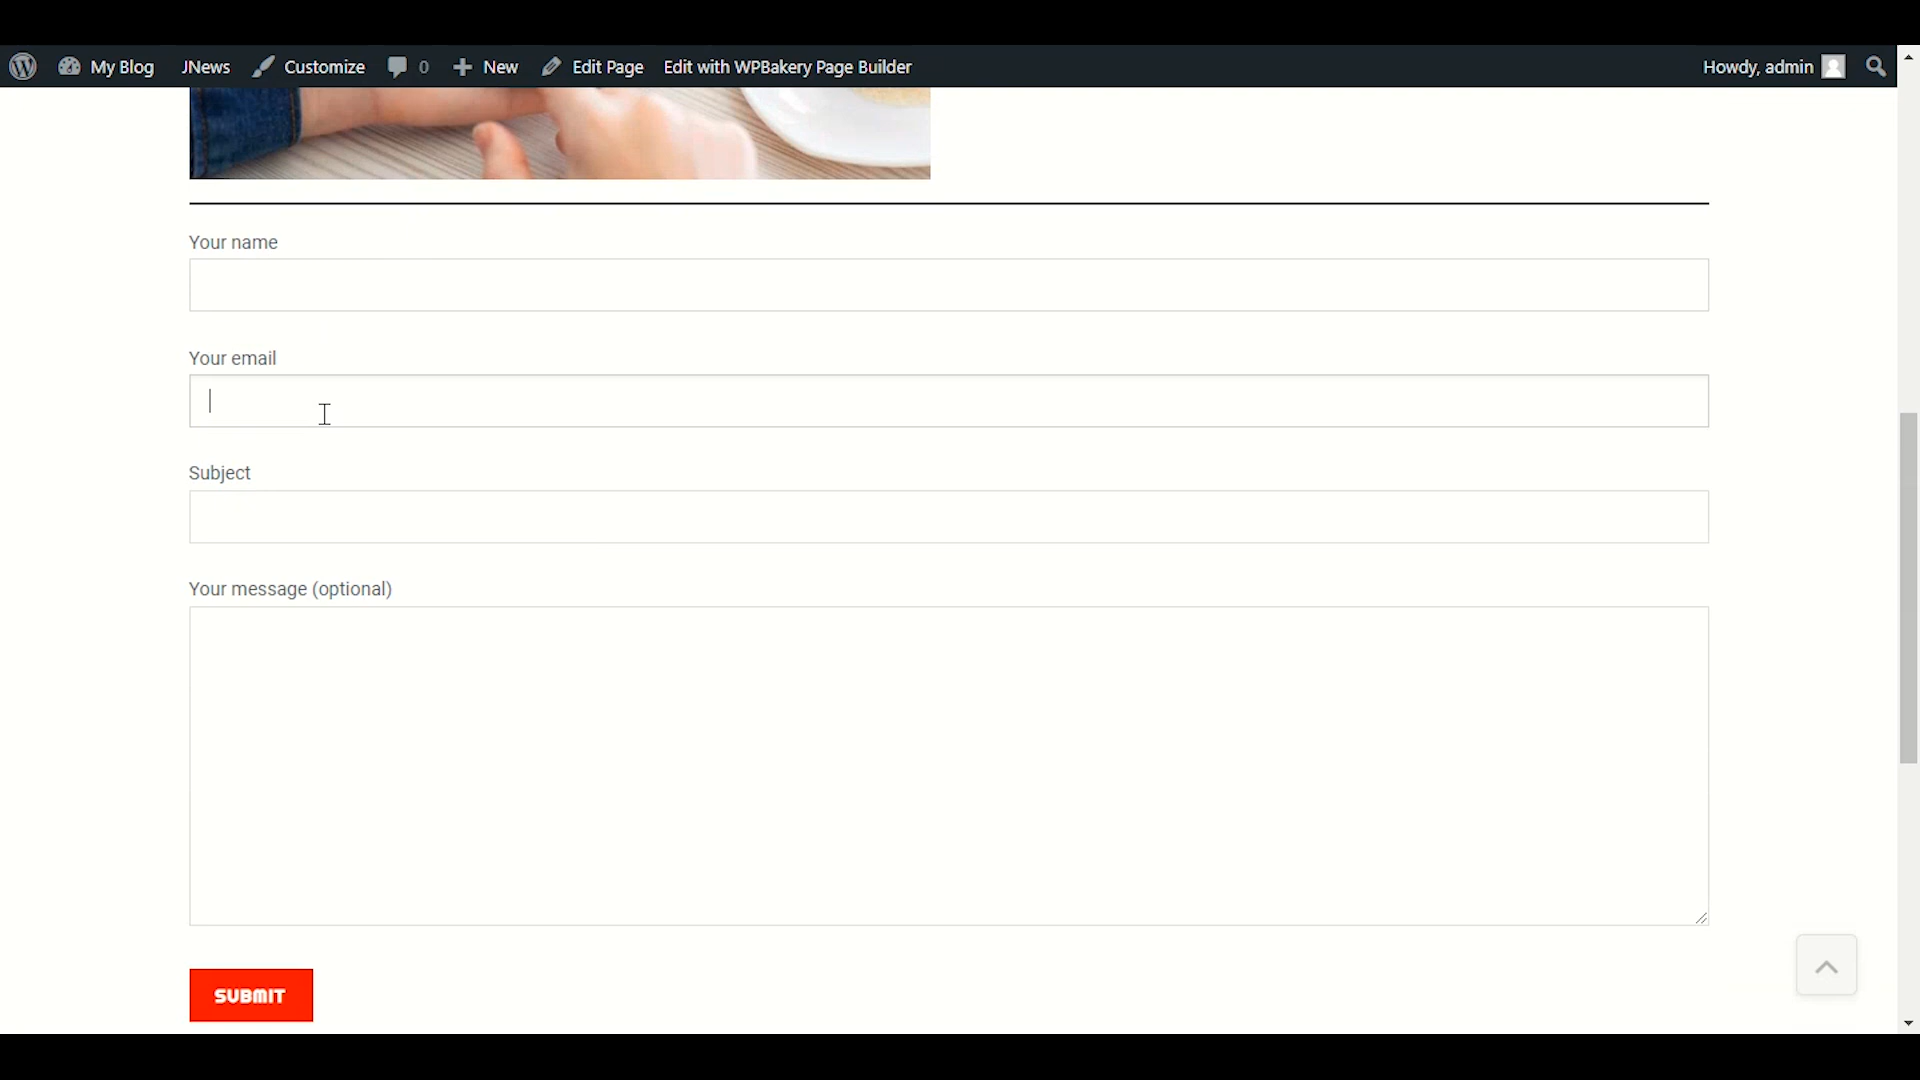 My Blog JNews Customize 0 New Edit Page Edit with WPBakery Page Builder Howdy, admin
Your name
Your email
Subject
Your message (optional)
SUBMIT